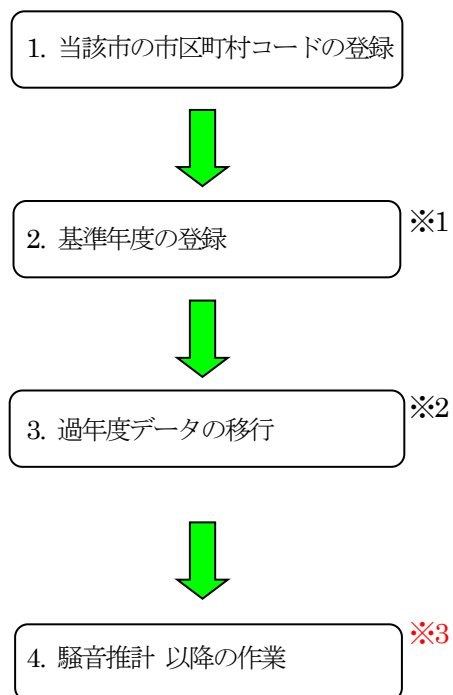 1. 当該市の市区町村コードの登録
2. 基準年度の登録
※1
3. 過年度データの移行
※2
4. 騒音推計 以降の作業
※3